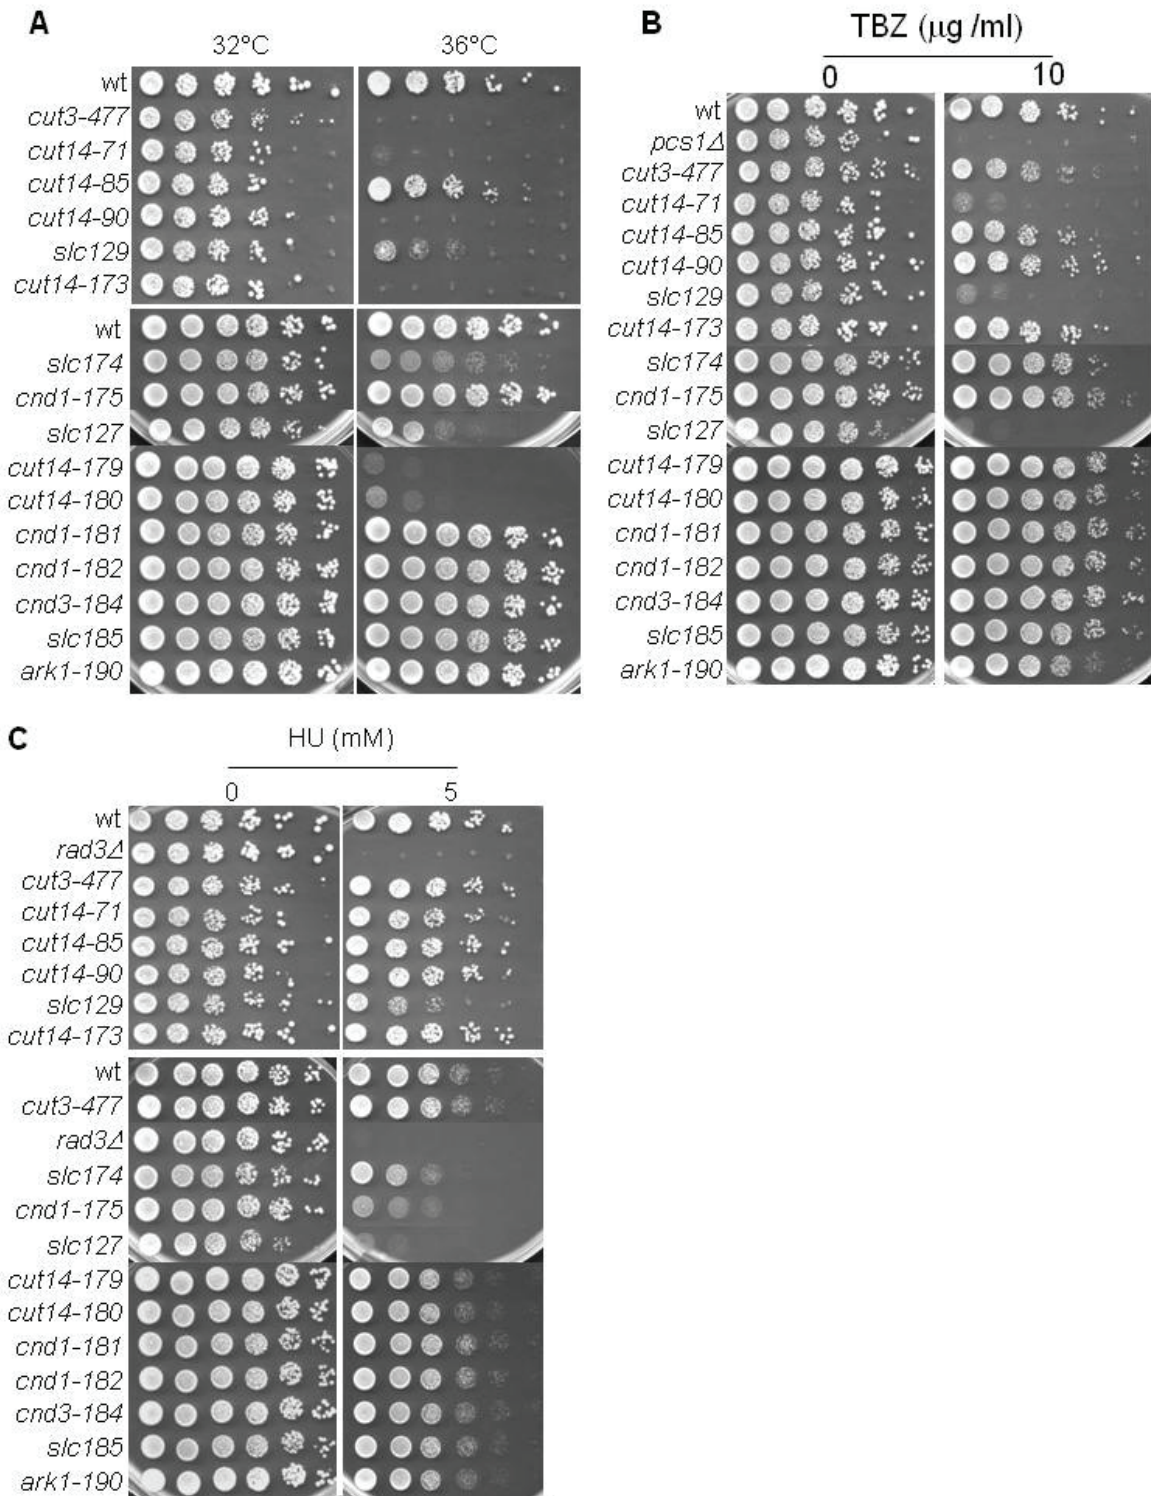 A
32°C 36°C
wt
cut3-477
cut14-71
cut14-85
cut14-90
slc129
cut14-173
wt
slc174
cnd1-175
slc127
cut14-179
cut14-180
cnd1-181
cnd1-182
cnd3-184
slc185
ark1-190
B
TBZ (μg /ml)
0 10
wt
pcs1Δ
cut3-477
cut14-71
cut14-85
cut14-90
slc129
cut14-173
slc174
cnd1-175
slc127
cut14-179
cut14-180
cnd1-181
cnd1-182
cnd3-184
slc185
ark1-190
C
HU (mM)
0 5
wt
rad3Δ
cut3-477
cut14-71
cut14-85
cut14-90
slc129
cut14-173
wt
cut3-477
rad3Δ
slc174
cnd1-175
slc127
cut14-179
cut14-180
cnd1-181
cnd1-182
cnd3-184
slc185
ark1-190